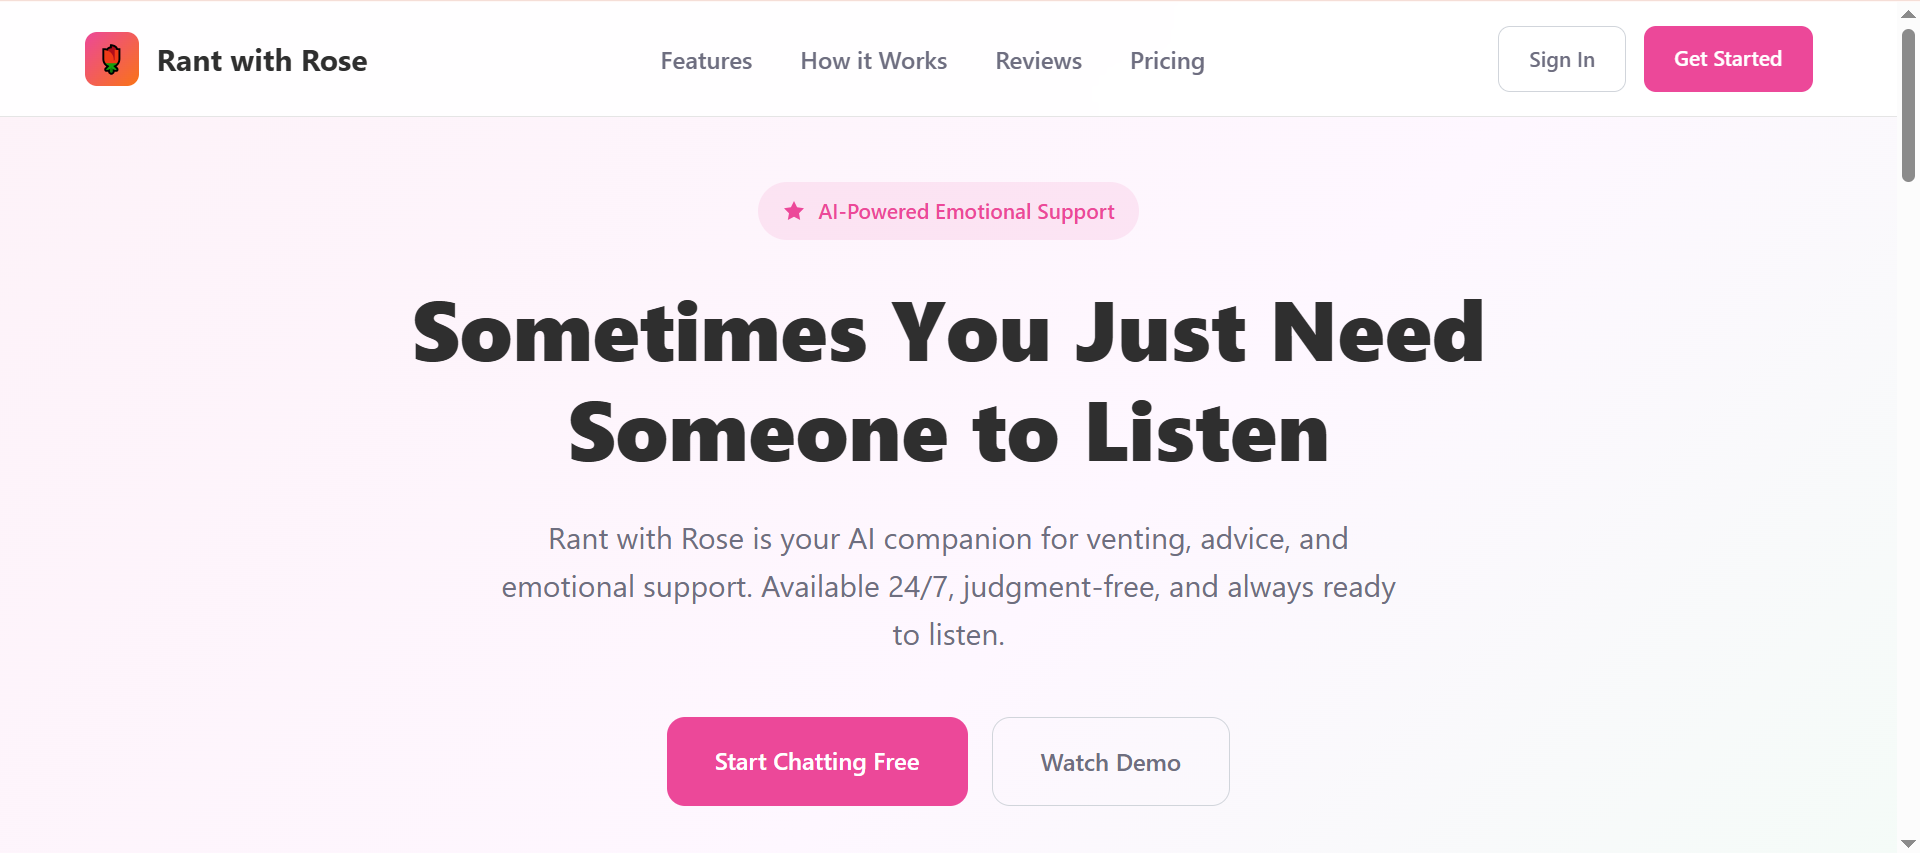 Rant with Rose
Features
How it Works
Reviews
Pricing
Sign In
Get Started
AI-Powered Emotional Support
Sometimes You Just Need
Someone to Listen
Rant with Rose is your AI companion for venting, advice, and
emotional support. Available 24/7, judgment-free, and always ready
to listen.
Start Chatting Free
Watch Demo